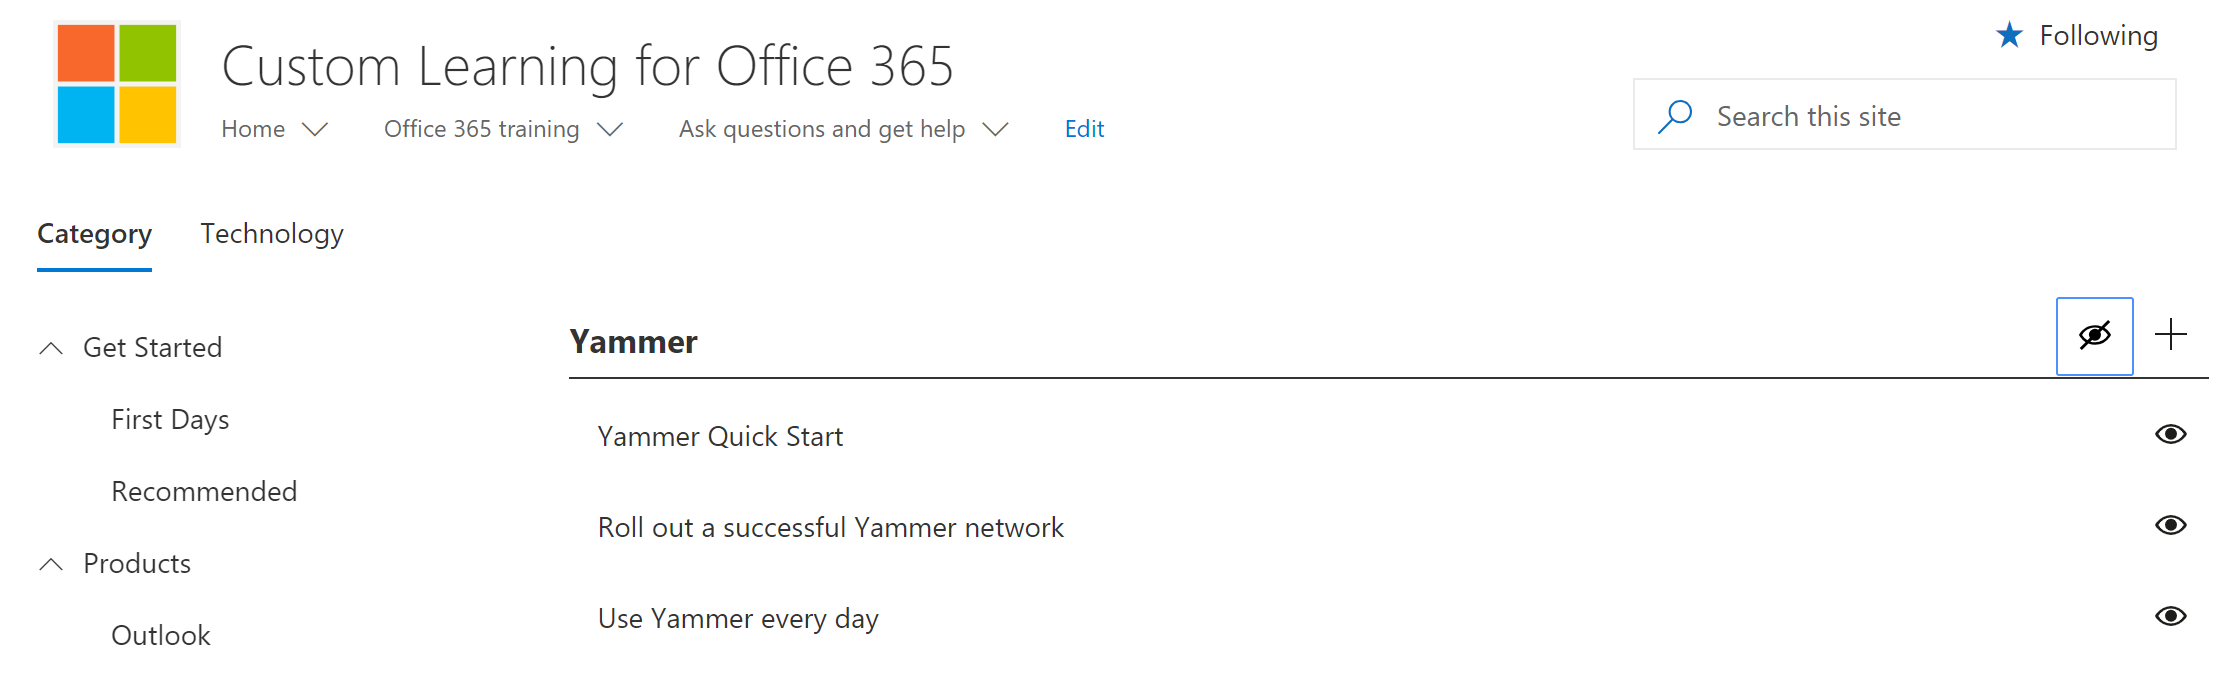 Following
Custom Learning for Office 365
Search this site
Home Office 365 training Ask questions and get help Edit
Category Technology
Get Started
First Days
Recommended
Products
Outlook
Yammer
Yammer Quick Start
Roll out a successful Yammer network
Use Yammer every day